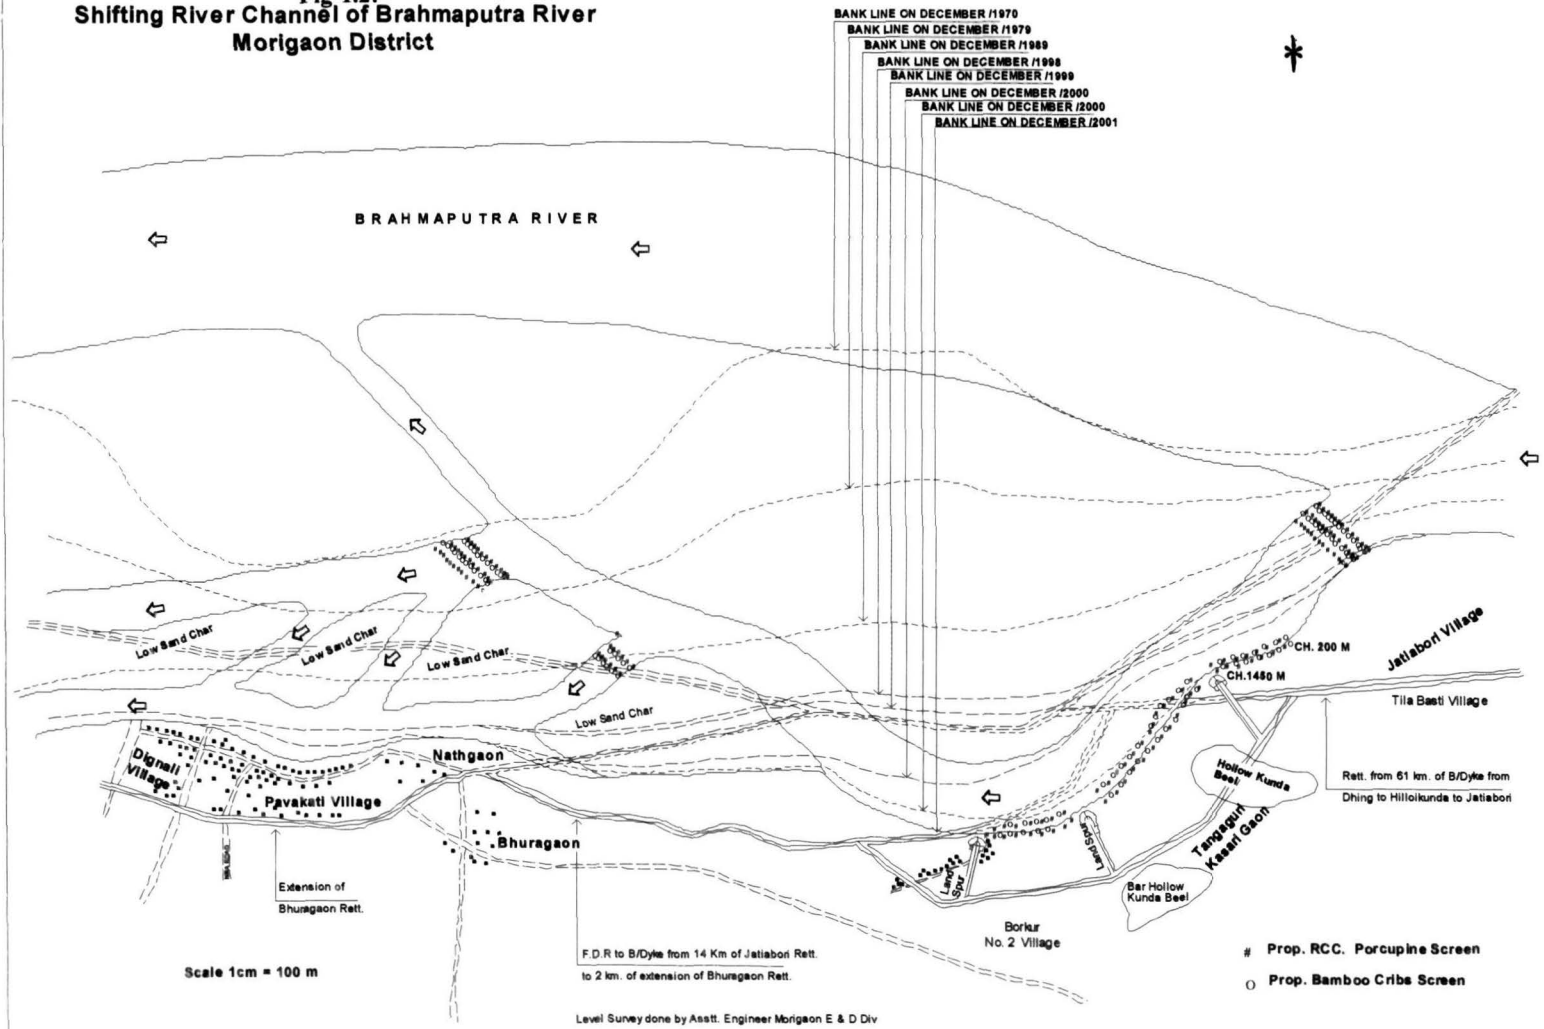 Fig 1.2:
Shifting River Channel of Brahmaputra River
Morigaon District
BANK LINE ON DECEMBER /1970
BANK LINE ON DECEMBER /1979
BANK LINE ON DECEMBER /1989
BANK LINE ON DECEMBER /1998
BANK LINE ON DECEMBER /1999
BANK LINE ON DECEMBER /2000
BANK LINE ON DECEMBER /2000
BANK LINE ON DECEMBER /2001
BRAHMAPUTRA RIVER
Low Sand Char
Low Sand Char
Low Sand Char
Low Sand Char
CH. 200 M
CH.1450 M
Jatiabori Village
Tila Basti Village
Dignali
Village
Nathgaon
Pavakati Village
Bhuragaon
Hollow Kunda
Beel
Rett. from 61 km. of B/Dyke from
Dhing to Hilloikunda to Jatiabori
Tangaguri
Kasari Gaon
Land Spur
Land
Spur
Bar Hollow
Kunda Beel
Extension of
Bhuragaon Rett.
Borkur
No. 2 Village
F.D.R to B/Dyke from 14 Km of Jatiabori Rett.
to 2 km. of extension of Bhuragaon Rett.
Scale 1cm = 100 m
# Prop. RCC. Porcupine Screen
O Prop. Bamboo Cribs Screen
Level Survey done by Asstt. Engineer Morigaon E & D Div